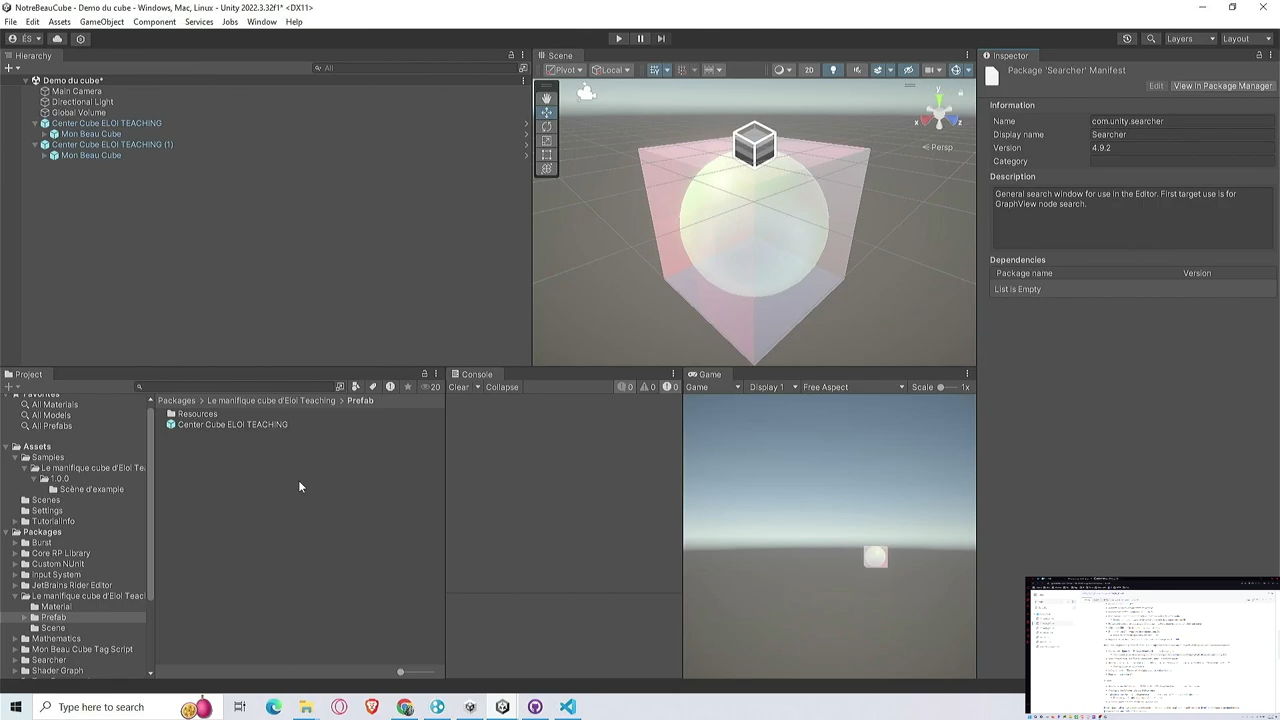 NotreBeauCube - Demo du cube - Windows, Mac, Linux - Unity 2022.3.32f1* <DX11>
File Edit Assets GameObject Component Services Jobs Window Help
ÉS Layers Layout
Hierarchy
All
Demo du cube*
Main Camera
Directional Light
Global Volume
Center Cube ELOI TEACHING
Mon Beau Cube
Center Cube ELOI TEACHING (1)
Mon Beau Cube
Scene
Pivot Local 2D
y
x z
Persp
Inspector
Package 'Searcher' Manifest
Edit View in Package Manager
Information
Name com.unity.searcher
Display name Searcher
Version 4.9.2
Category
Description
General search window for use in the Editor. First target use is for
GraphView node search.
Dependencies
Package name Version
List is Empty
Project
20
Favorites
All Materials
All Models
All Prefabs
Assets
Samples
Le manifique cube d'Eloi Te
1.0.0
Scène d'example
Scenes
Settings
TutorialInfo
Packages
Burst
Core RP Library
Custom NUnit
Input System
JetBrains Rider Editor
Le manifique cube d'Eloi Teac
Material
Prefab
Scene
Mathematics
Mon Beau Cube Tag Script
Searcher
Shader Graph
Packages > Le manifique cube d'Eloi Teaching > Prefab
Resources
Center Cube ELOI TEACHING
Console
Clear Collapse 0 0 0
Game
Game Display 1 Free Aspect Scale 1x
Type here to search